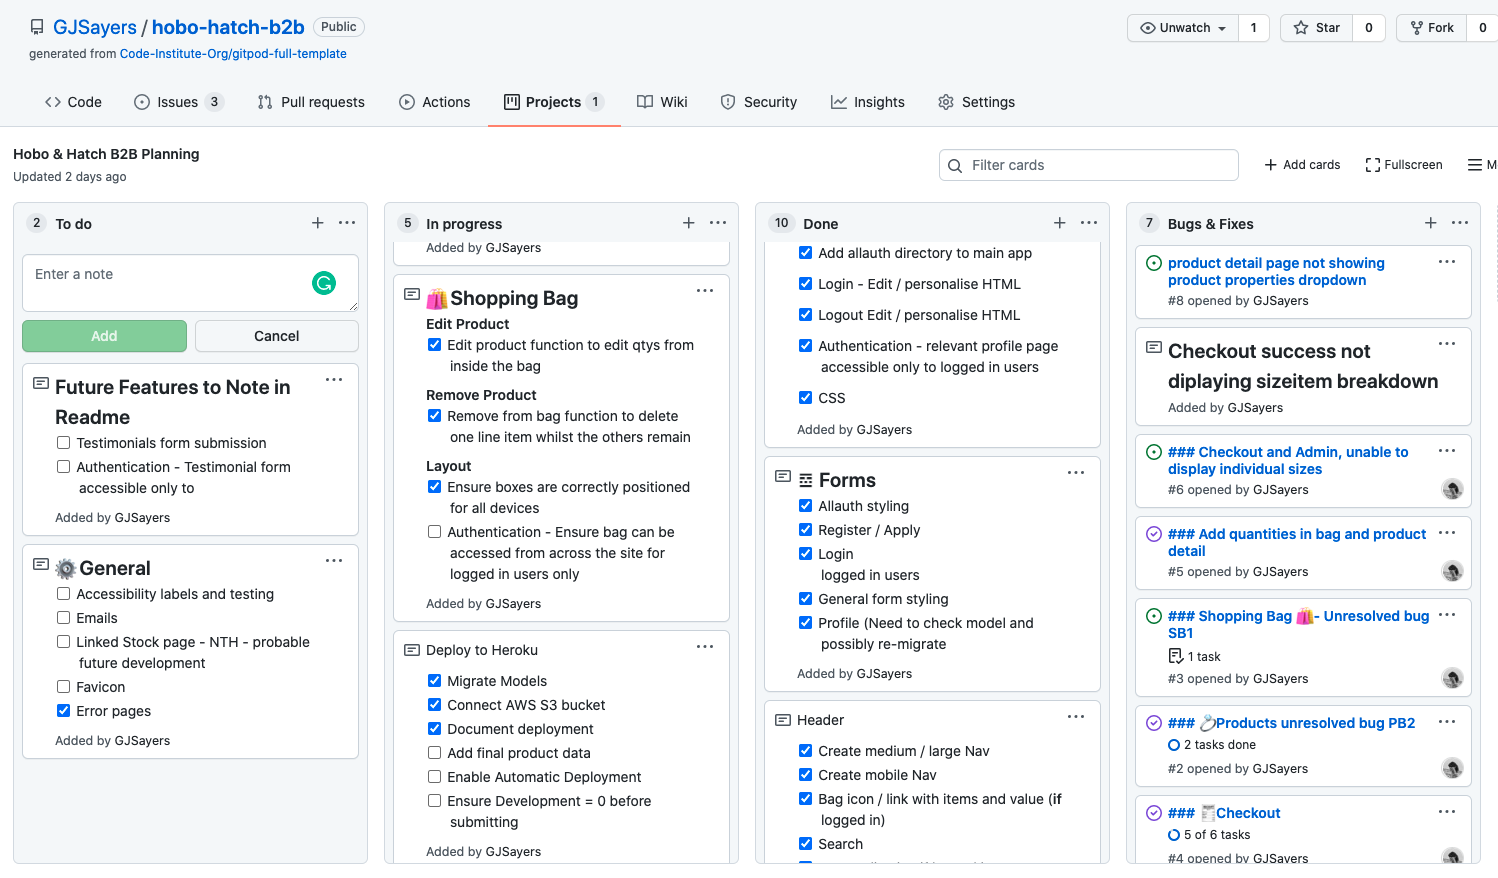 GJSayers / hobo-hatch-b2b Public
Unwatch 1
Star 0
Fork 0
generated from Code-Institute-Org/gitpod-full-template
Code
Issues 3
Pull requests
Actions
Projects 1
Wiki
Security
Insights
Settings
Hobo & Hatch B2B Planning
Updated 2 days ago
Filter cards
Add cards
Fullscreen
M
2 To do
Enter a note
Add
Cancel
Future Features to Note in
Readme
Testimonials form submission
Authentication - Testimonial form
accessible only to
Added by GJSayers
General
Accessibility labels and testing
Emails
Linked Stock page - NTH - probable
future development
Favicon
Error pages
Added by GJSayers
5 In progress
Added by GJSayers
Shopping Bag
Edit Product
Edit product function to edit qtys from
inside the bag
Remove Product
Remove from bag function to delete
one line item whilst the others remain
Layout
Ensure boxes are correctly positioned
for all devices
Authentication - Ensure bag can be
accessed from across the site for
logged in users only
Added by GJSayers
Deploy to Heroku
Migrate Models
Connect AWS S3 bucket
Document deployment
Add final product data
Enable Automatic Deployment
Ensure Development = 0 before
submitting
Added by GJSayers
10 Done
Add allauth directory to main app
Login - Edit / personalise HTML
Logout Edit / personalise HTML
Authentication - relevant profile page
accessible only to logged in users
CSS
Added by GJSayers
Forms
Allauth styling
Register / Apply
Login
logged in users
General form styling
Profile (Need to check model and
possibly re-migrate
Added by GJSayers
Header
Create medium / large Nav
Create mobile Nav
Bag icon / link with items and value (if
logged in)
Search
7 Bugs & Fixes
product detail page not showing
product properties dropdown
#8 opened by GJSayers
Checkout success not
diplaying sizeitem breakdown
Added by GJSayers
### Checkout and Admin, unable to
display individual sizes
#6 opened by GJSayers
### Add quantities in bag and product
detail
#5 opened by GJSayers
### Shopping Bag 🛍️- Unresolved bug
SB1
1 task
#3 opened by GJSayers
### 💍Products unresolved bug PB2
2 tasks done
#2 opened by GJSayers
### 🧾Checkout
5 of 6 tasks
#4 opened by GJSayers